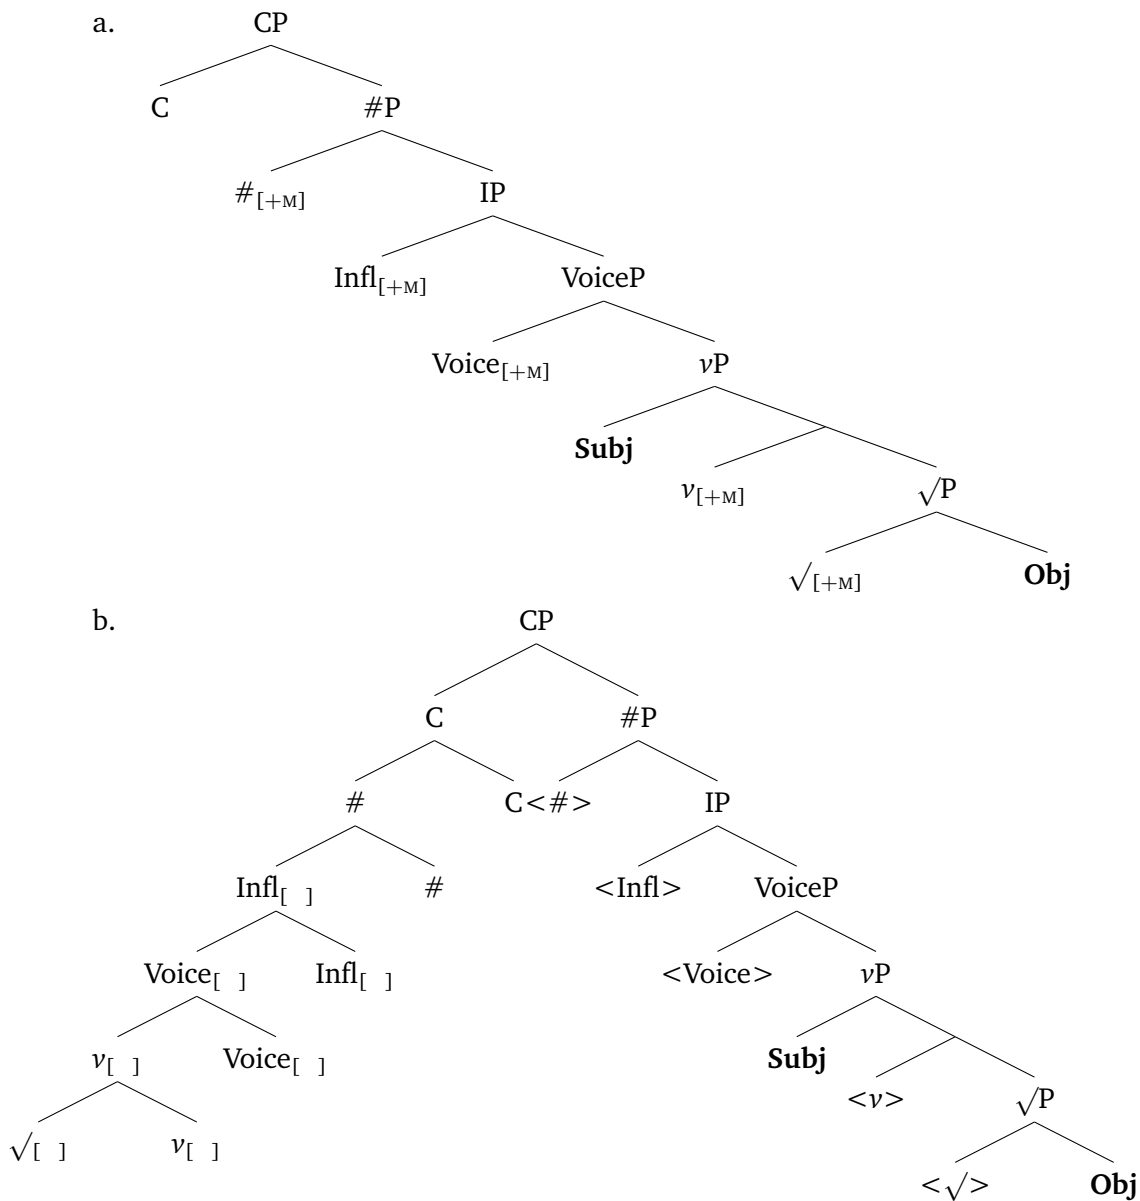 a. CP
C #P
#[+M] IP
Infl[+M] VoiceP
Voice[+M] vP
Subj
v[+M] √P
√[+M] Obj
b. CP
C #P
# C<#> IP
Infl[ ] # <Infl> VoiceP
Voice[ ] Infl[ ] <Voice> vP
v[ ] Voice[ ] Subj
<v> √P
√[ ] v[ ]
<√> Obj